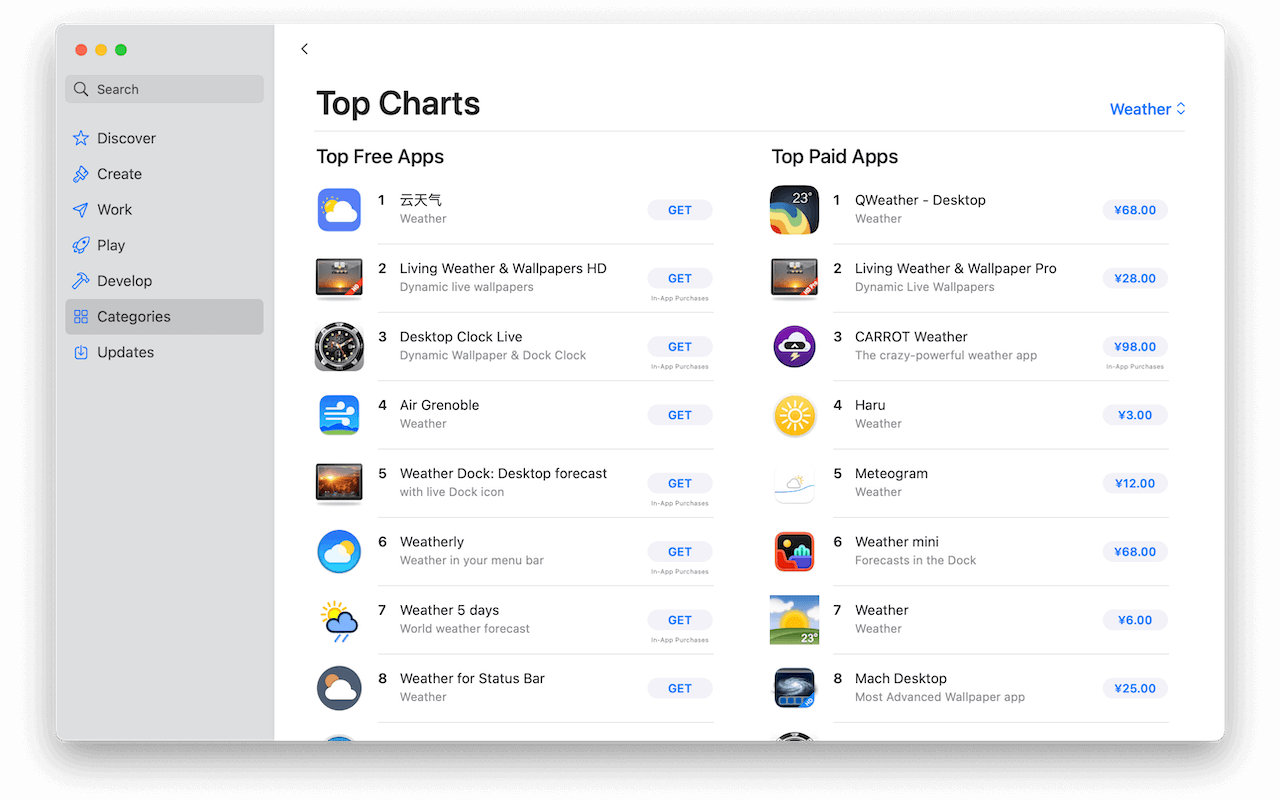 Search
Discover
Create
Work
Play
Develop
Categories
Updates
Top Charts
Weather
Top Free Apps
1 云天气
Weather
GET
2 Living Weather & Wallpapers HD
Dynamic live wallpapers
GET
In-App Purchases
3 Desktop Clock Live
Dynamic Wallpaper & Dock Clock
GET
In-App Purchases
4 Air Grenoble
Weather
GET
5 Weather Dock: Desktop forecast
with live Dock icon
GET
In-App Purchases
6 Weatherly
Weather in your menu bar
GET
In-App Purchases
7 Weather 5 days
World weather forecast
GET
In-App Purchases
8 Weather for Status Bar
Weather
GET
Top Paid Apps
23°
1 QWeather - Desktop
Weather
¥68.00
2 Living Weather & Wallpaper Pro
Dynamic Live Wallpapers
¥28.00
3 CARROT Weather
The crazy-powerful weather app
¥98.00
In-App Purchases
4 Haru
Weather
¥3.00
5 Meteogram
Weather
¥12.00
6 Weather mini
Forecasts in the Dock
¥68.00
23°
7 Weather
Weather
¥6.00
8 Mach Desktop
Most Advanced Wallpaper app
¥25.00